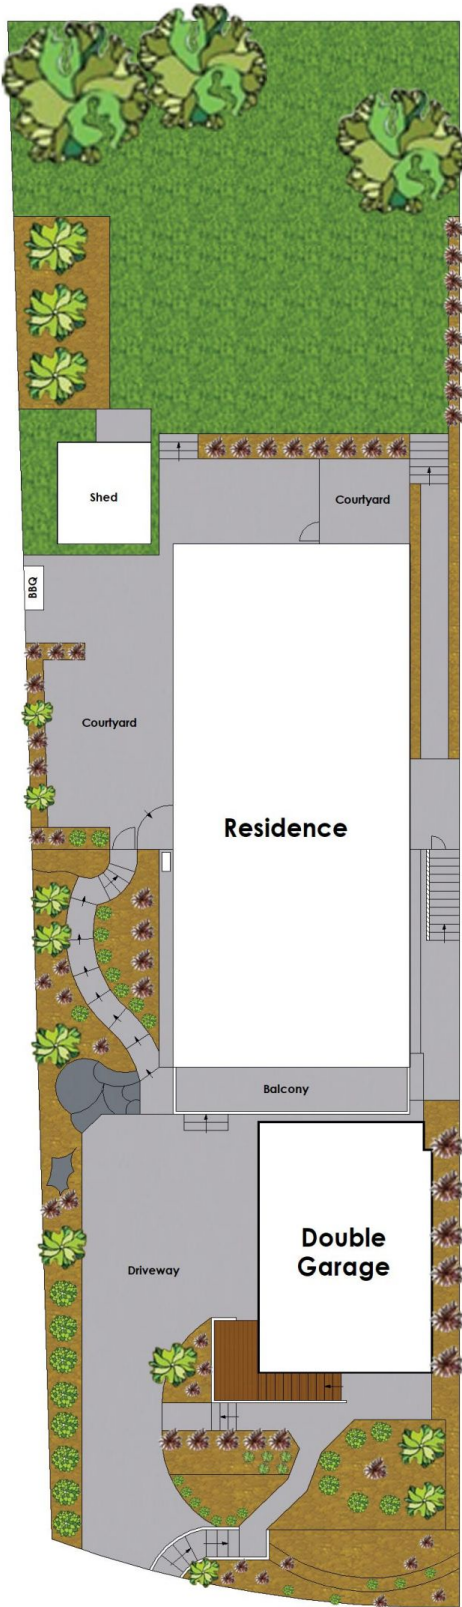 Shed
Courtyard
BBQ
Courtyard
Residence
Balcony
Double
Garage
Driveway